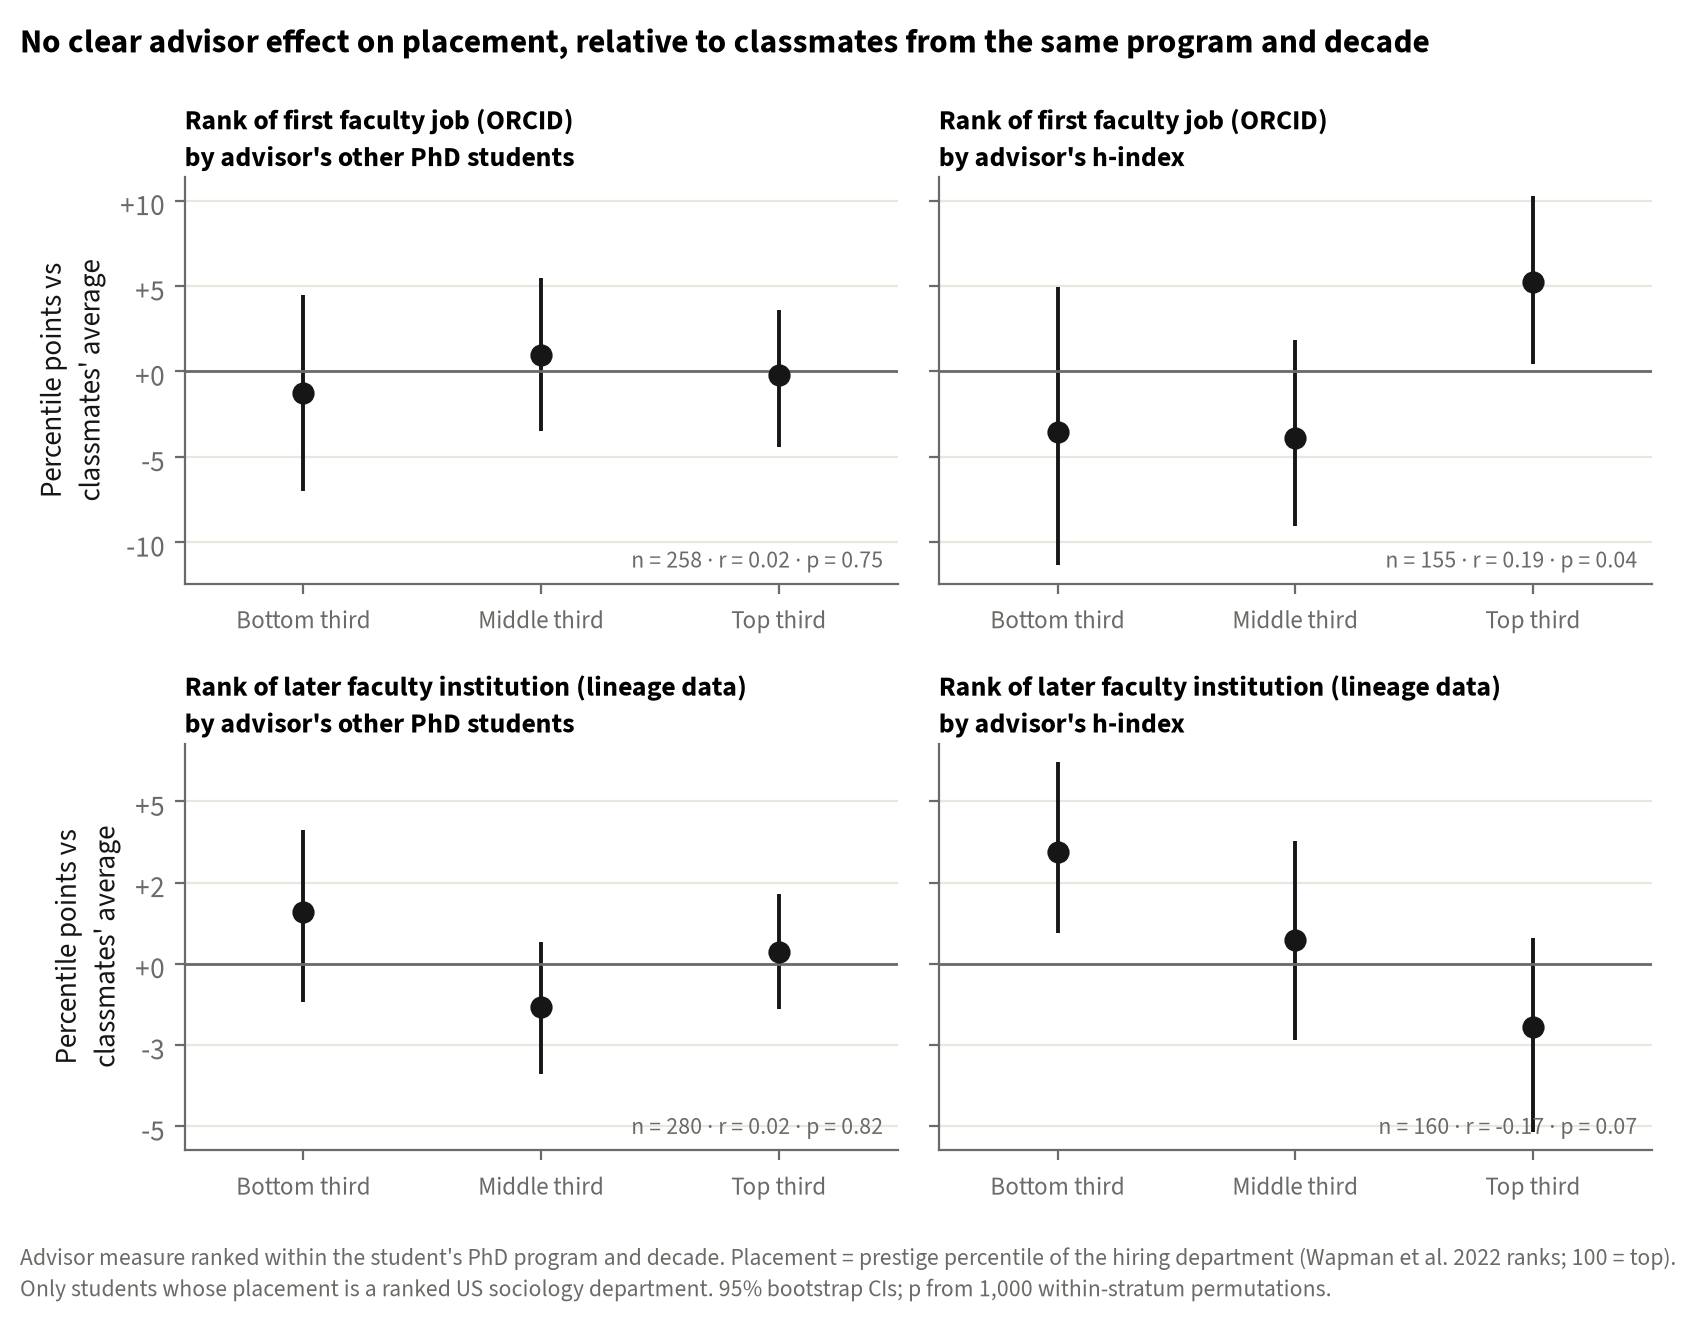 No clear advisor effect on placement, relative to classmates from the same program and decade
Rank of first faculty job (ORCID)
by advisor's other PhD students
Percentile points vs
classmates' average
+10
+5
+0
-5
-10
n = 258 · r = 0.02 · p = 0.75
Bottom third
Middle third
Top third
Rank of first faculty job (ORCID)
by advisor's h-index
n = 155 · r = 0.19 · p = 0.04
Bottom third
Middle third
Top third
Rank of later faculty institution (lineage data)
by advisor's other PhD students
Percentile points vs
classmates' average
+5
+2
+0
-3
-5
n = 280 · r = 0.02 · p = 0.82
Bottom third
Middle third
Top third
Rank of later faculty institution (lineage data)
by advisor's h-index
n = 160 · r = -0.17 · p = 0.07
Bottom third
Middle third
Top third
Advisor measure ranked within the student's PhD program and decade. Placement = prestige percentile of the hiring department (Wapman et al. 2022 ranks; 100 = top).
Only students whose placement is a ranked US sociology department. 95% bootstrap CIs; p from 1,000 within-stratum permutations.